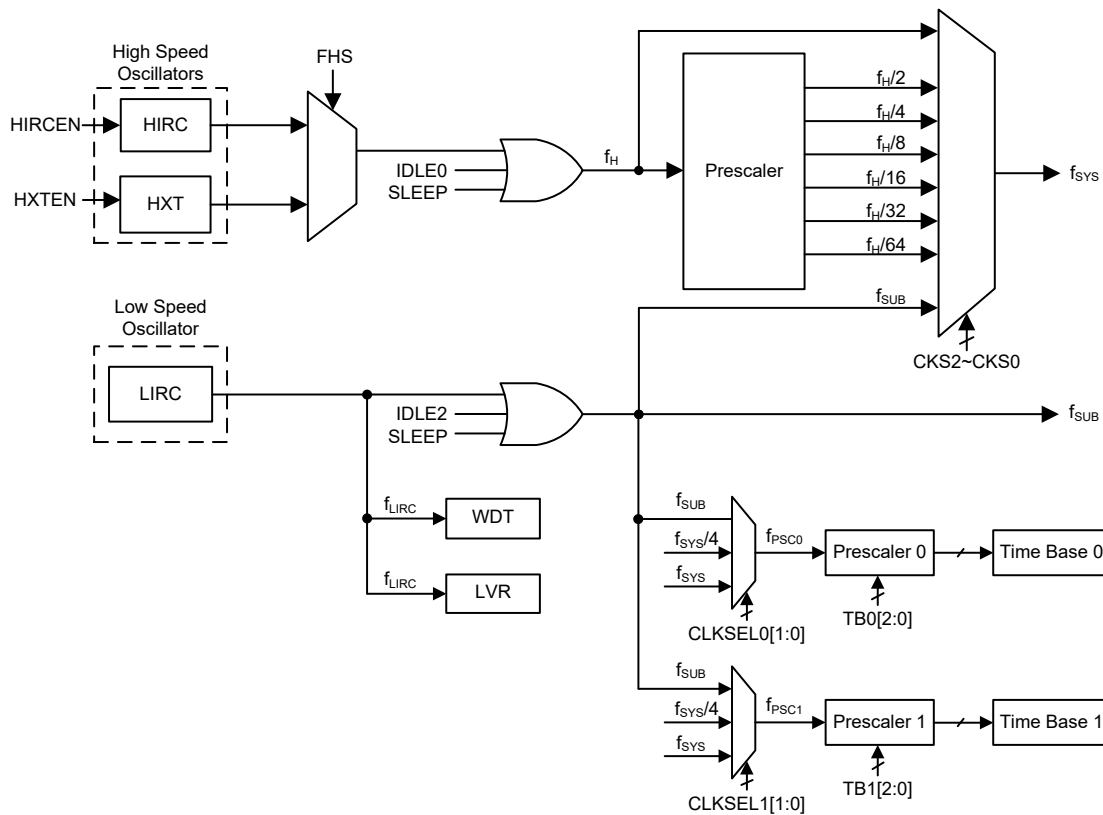 High Speed
Oscillators
FHS
HIRCEN
HIRC
HXTEN
HXT
IDLE0
SLEEP
fH
Prescaler
fH/2
fH/4
fH/8
fH/16
fH/32
fH/64
fSUB
fSYS
CKS2~CKS0
Low Speed
Oscillator
LIRC
IDLE2
SLEEP
fSUB
fLIRC
WDT
fLIRC
LVR
fSUB
fSYS/4
fSYS
fPSC0
Prescaler 0
Time Base 0
CLKSEL0[1:0]
TB0[2:0]
fSUB
fSYS/4
fSYS
fPSC1
Prescaler 1
Time Base 1
CLKSEL1[1:0]
TB1[2:0]